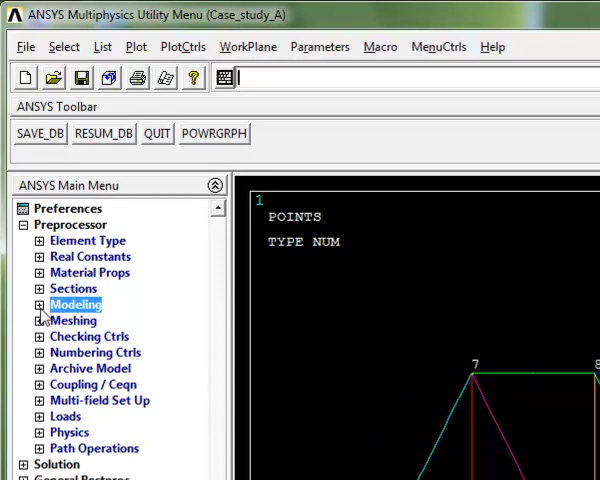 ANSYS Multiphysics Utility Menu (Case_study_A)
File Select List Plot PlotCtrls WorkPlane Parameters Macro MenuCtrls Help
ANSYS Toolbar
SAVE_DB RESUM_DB QUIT POWRGRPH
ANSYS Main Menu
Preferences
Preprocessor
Element Type
Real Constants
Material Props
Sections
Modeling
Meshing
Checking Ctrls
Numbering Ctrls
Archive Model
Coupling / Ceqn
Multi-field Set Up
Loads
Physics
Path Operations
Solution
General Postproc
1
POINTS
TYPE NUM
7
8